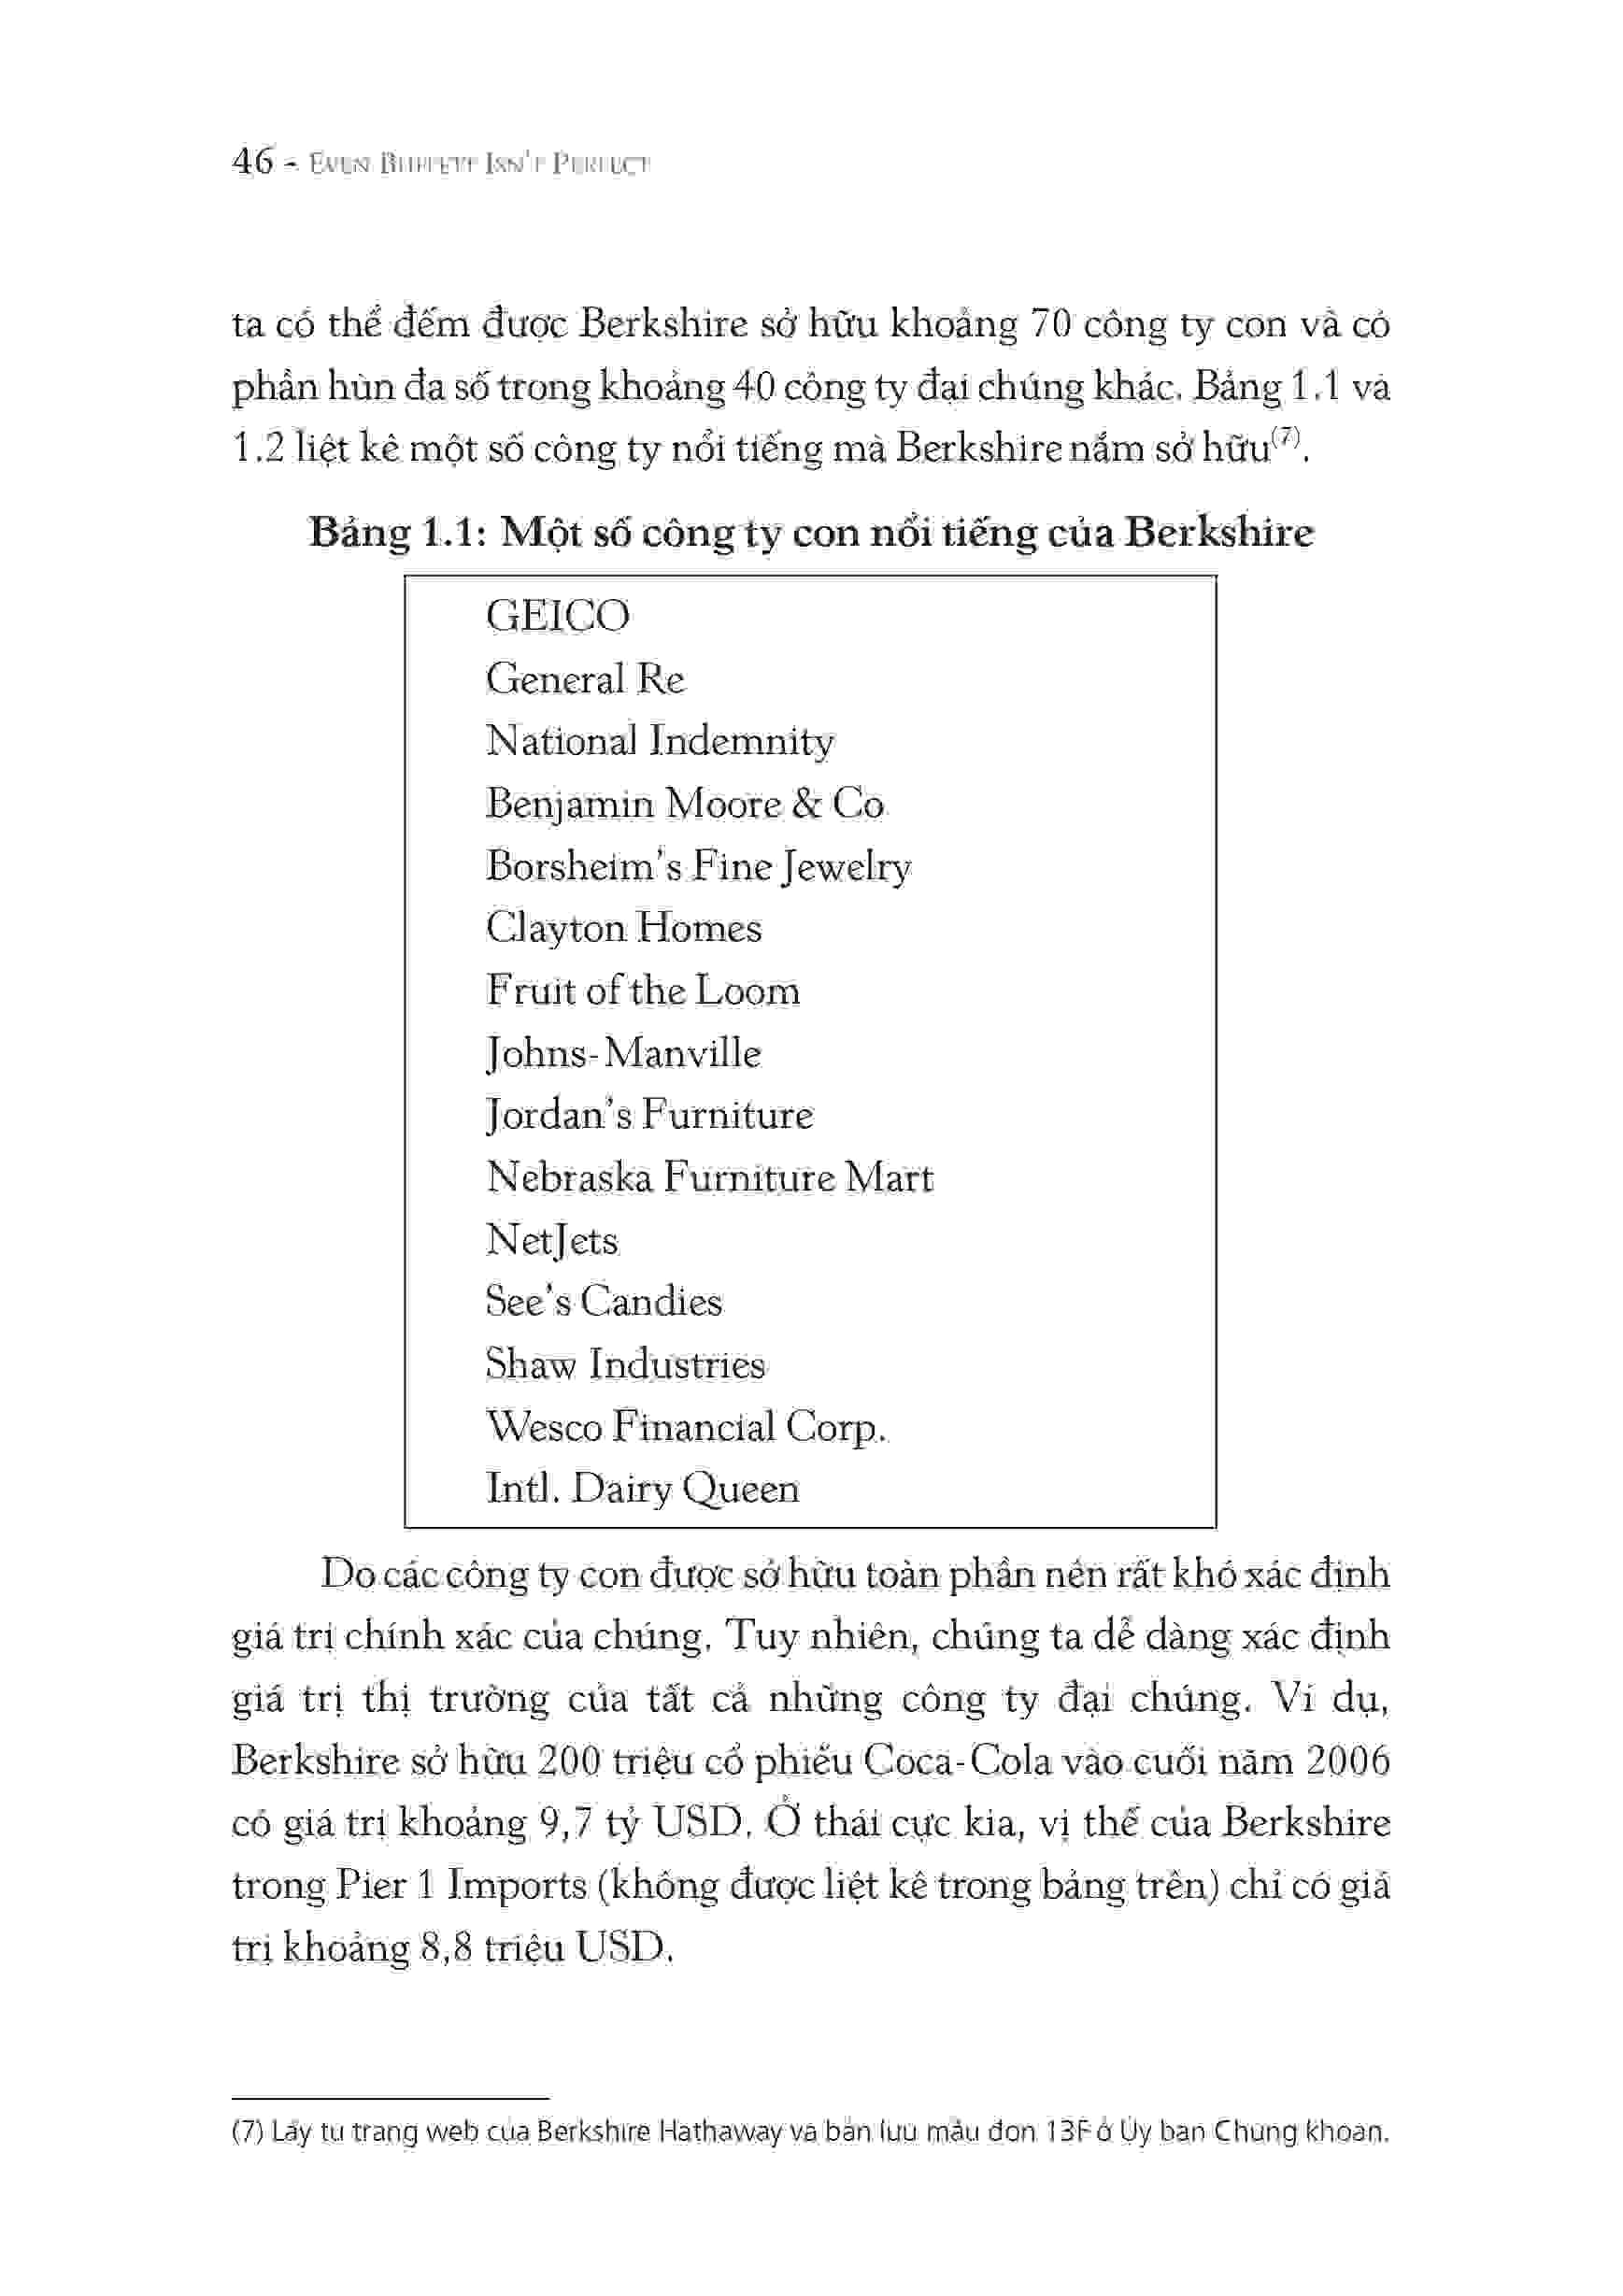 46 - EVEN BUFFETT ISN'T PERFECT
ta có thể đếm được Berkshire sở hữu khoảng 70 công ty con và có
phần hùn đa số trong khoảng 40 công ty đại chúng khác. Bảng 1.1 và
1.2 liệt kê một số công ty nổi tiếng mà Berkshire nắm sở hữu(7).
Bảng 1.1: Một số công ty con nổi tiếng của Berkshire
GEICO
General Re
National Indemnity
Benjamin Moore & Co
Borsheim's Fine Jewelry
Clayton Homes
Fruit of the Loom
Johns-Manville
Jordan's Furniture
Nebraska Furniture Mart
NetJets
See's Candies
Shaw Industries
Wesco Financial Corp.
Intl. Dairy Queen
Do các công ty con được sở hữu toàn phần nên rất khó xác định
giá trị chính xác của chúng. Tuy nhiên, chúng ta dễ dàng xác định
giá trị thị trường của tất cả những công ty đại chúng. Ví dụ,
Berkshire sở hữu 200 triệu cổ phiếu Coca-Cola vào cuối năm 2006
có giá trị khoảng 9,7 tỷ USD. Ở thái cực kia, vị thế của Berkshire
trong Pier 1 Imports (không được liệt kê trong bảng trên) chỉ có giá
trị khoảng 8,8 triệu USD.
(7) Lấy từ trang web của Berkshire Hathaway và bản lưu mẫu đơn 13F ở Ủy ban Chứng khoán.